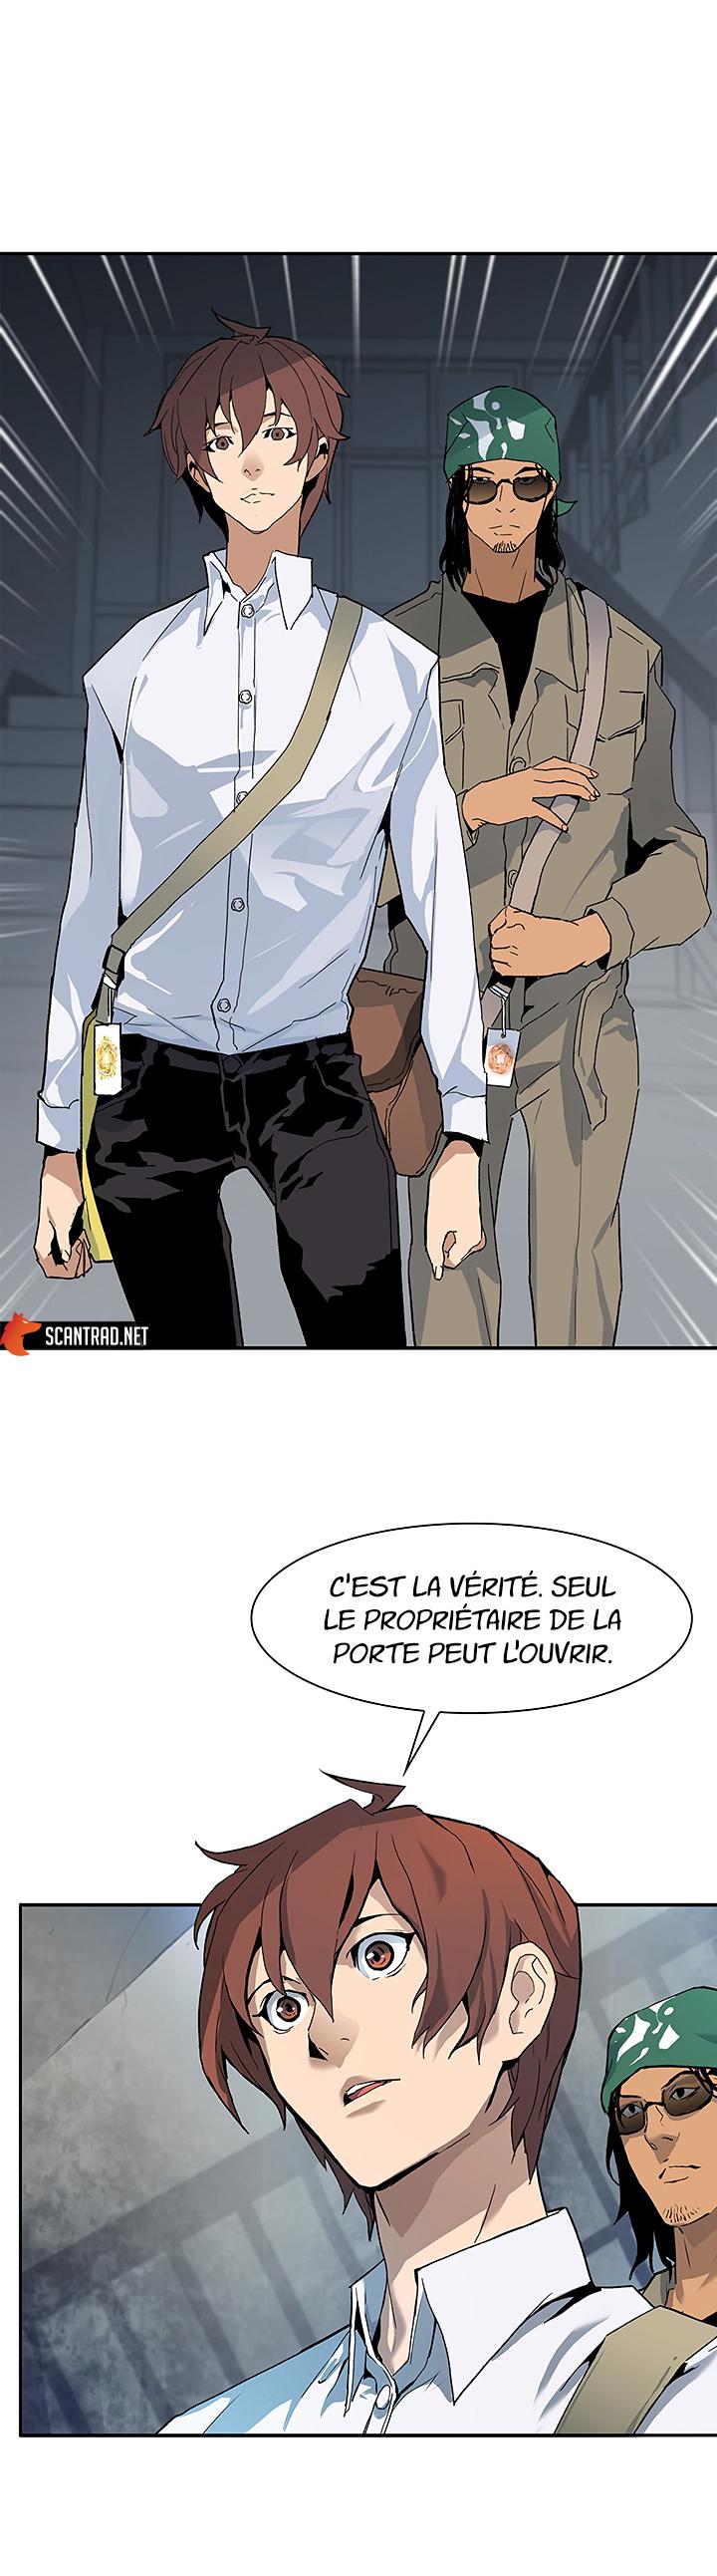 SCANTRAD.NET
C'EST LA VÉRITÉ. SEUL
LE PROPRIÉTAIRE DE LA
PORTE PEUT L'OUVRIR.